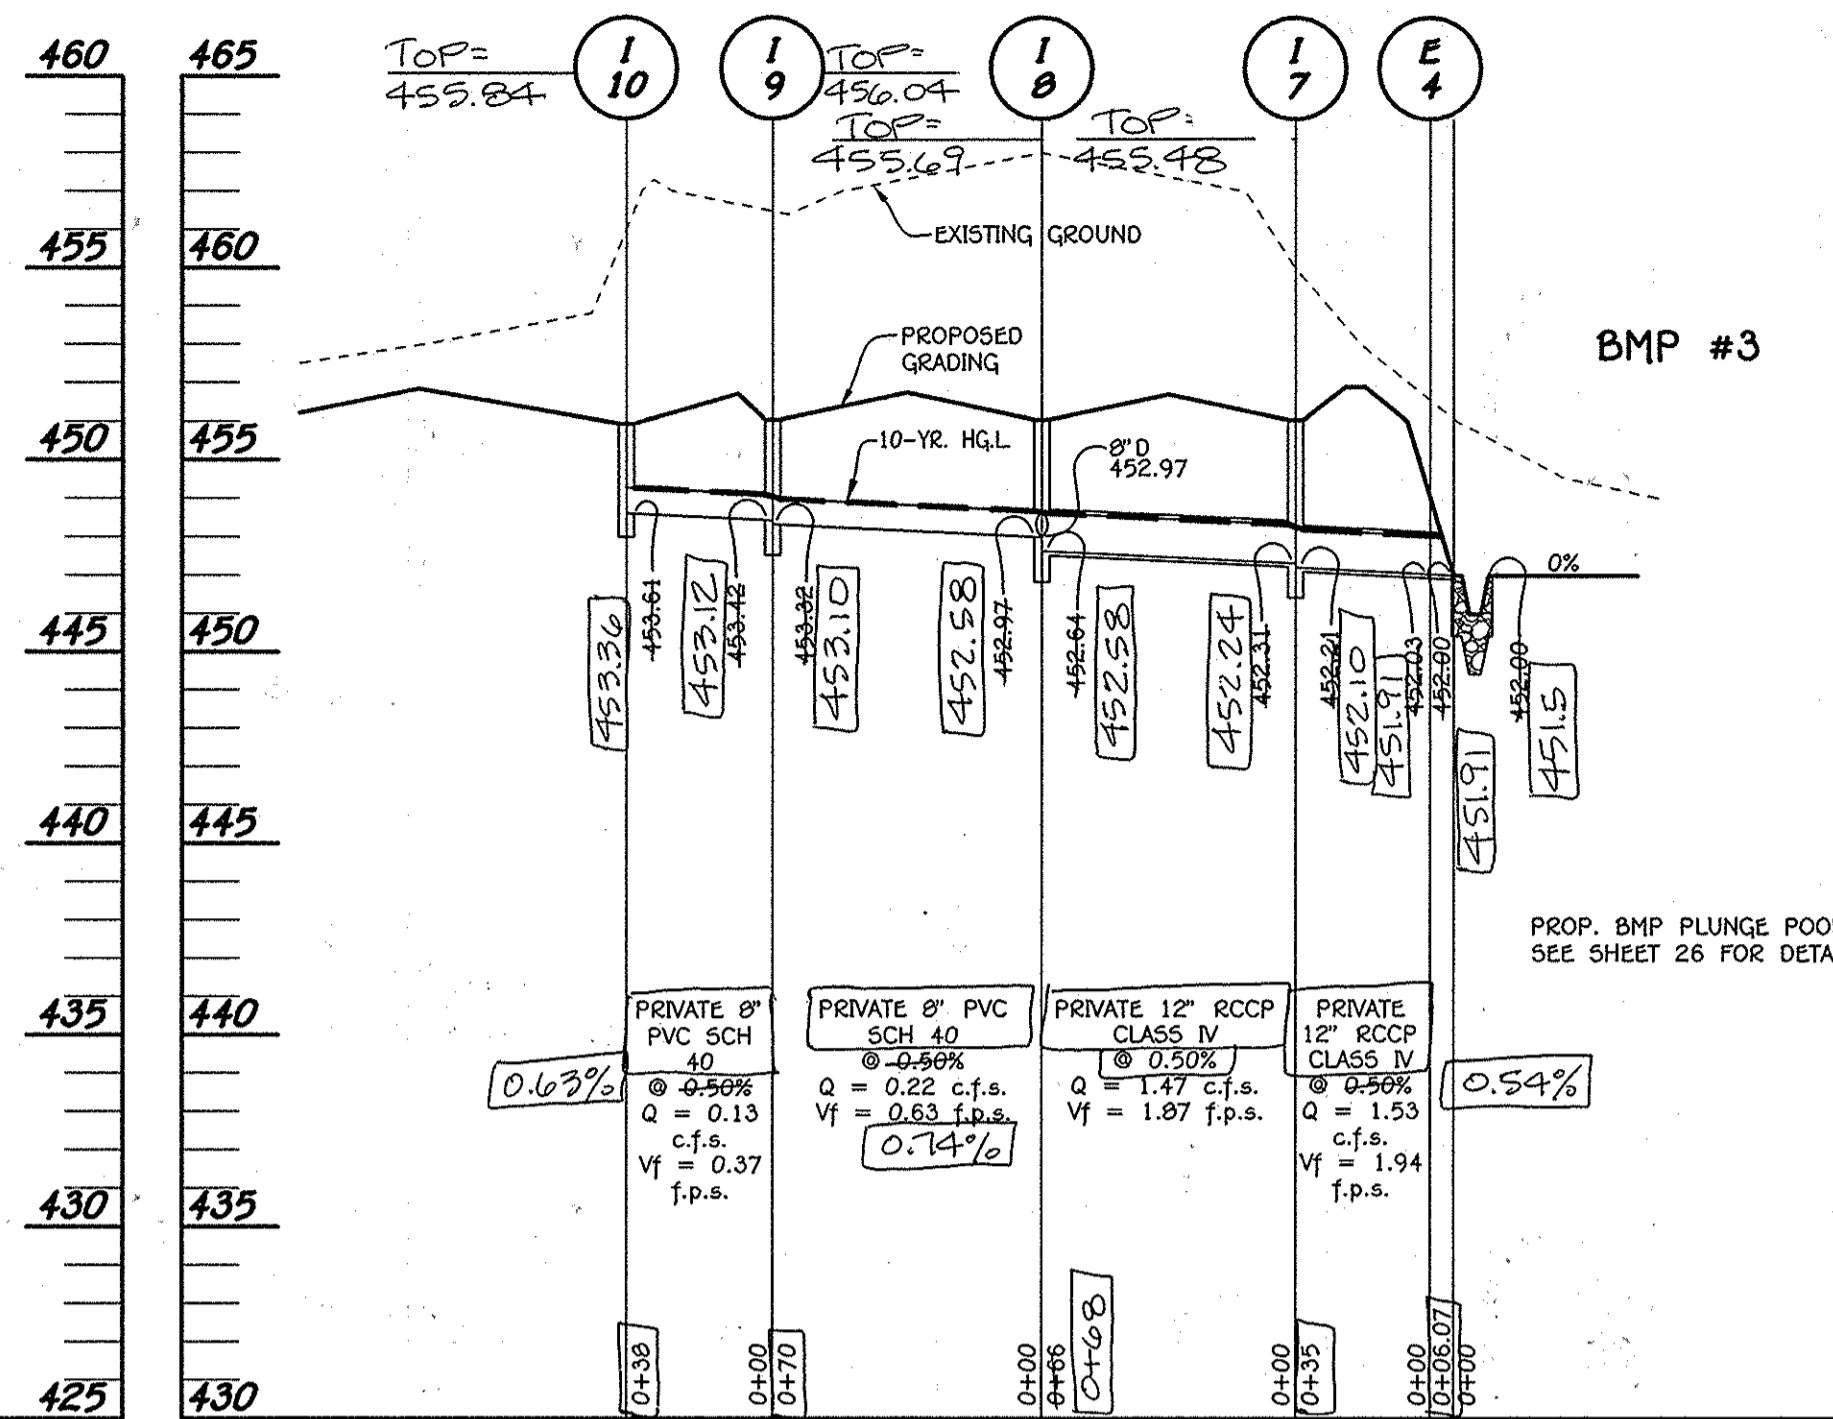 460 465
TOP=
455.84
I
10
I
9
TOP=
456.04
I
8
I
7
E
4
TOP=
455.69
TOP=
455.48
EXISTING GROUND
455 460
PROPOSED
GRADING
BMP #3
450 455
10-YR. HG.L
8"D
452.97
0%
445 450
453.36
453.61
453.12
453.42
453.32
453.10
452.58
452.97
452.64
452.58
452.24
452.31
452.21
452.10
451.91
452.03
452.00
451.91
452.00
451.5
440 445
PROP. BMP PLUNGE POO
SEE SHEET 26 FOR DETA
435 440
PRIVATE 8"
PVC SCH
40
@ 0.50%
Q = 0.13
c.f.s.
Vf = 0.37
f.p.s.
0.63%
PRIVATE 8" PVC
SCH 40
@ 0.50%
Q = 0.22 c.f.s.
Vf = 0.63 f.p.s.
0.74%
PRIVATE 12" RCCP
CLASS IV
@ 0.50%
Q = 1.47 c.f.s.
Vf = 1.87 f.p.s.
PRIVATE
12" RCCP
CLASS IV
@ 0.50%
Q = 1.53
c.f.s.
Vf = 1.94
f.p.s.
0.54%
430 435
425 430
0+38
0+00
0+70
0+00
0+66
0+68
0+00
0+35
0+00
0+06.07
0+00